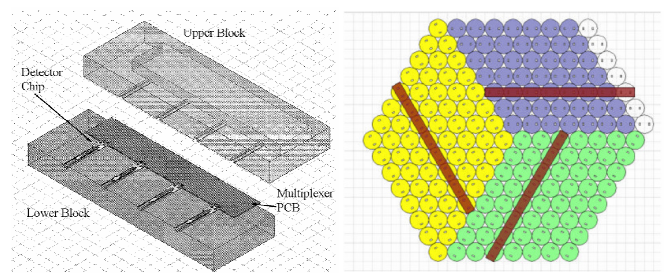 Upper Block
Detector
Chip
Multiplexer
PCB
Lower Block